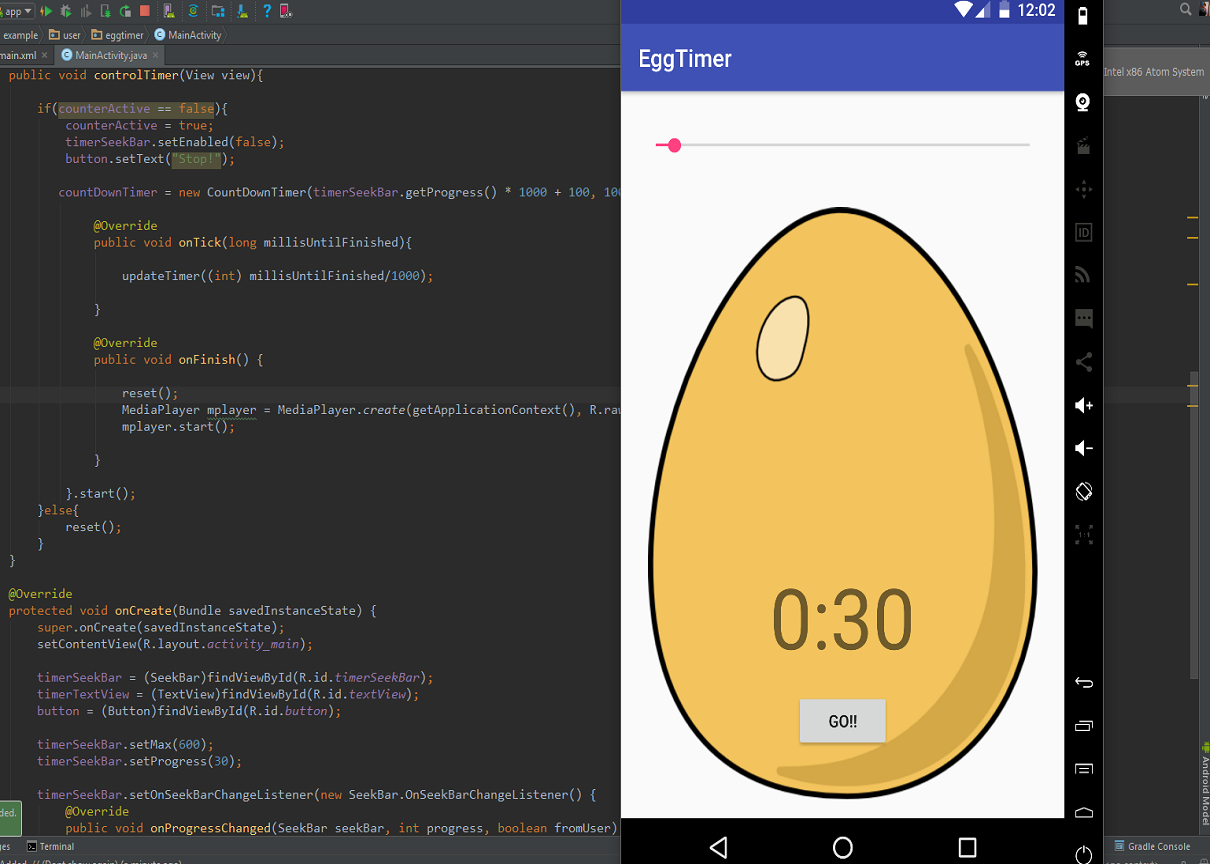 app
example user eggtimer MainActivity
main.xml MainActivity.java
public void controlTimer(View view){
if(counterActive == false){
counterActive = true;
timerSeekBar.setEnabled(false);
button.setText("Stop!");
countDownTimer = new CountDownTimer(timerSeekBar.getProgress() * 1000 + 100,
@Override
public void onTick(long millisUntilFinished){
updateTimer((int) millisUntilFinished/1000);
}
@Override
public void onFinish() {
reset();
MediaPlayer mplayer = MediaPlayer.create(getApplicationContext(),
mplayer.start();
}
}.start();
}else{
reset();
}
}
@Override
protected void onCreate(Bundle savedInstanceState) {
super.onCreate(savedInstanceState);
setContentView(R.layout.activity_main);
timerSeekBar = (SeekBar)findViewById(R.id.timerSeekBar);
timerTextView = (TextView)findViewById(R.id.textView);
button = (Button)findViewById(R.id.button);
timerSeekBar.setMax(600);
timerSeekBar.setProgress(30);
timerSeekBar.setOnSeekBarChangeListener(new SeekBar.OnSeekBarChangeListener() {
@Override
public void onProgressChanged(SeekBar seekBar, int progress, boolean fromUser)
Terminal
12:02
EggTimer
0:30
GO!!
GPS
ID
1:1
Intel x86 Atom System
Android Model
Gradle Console